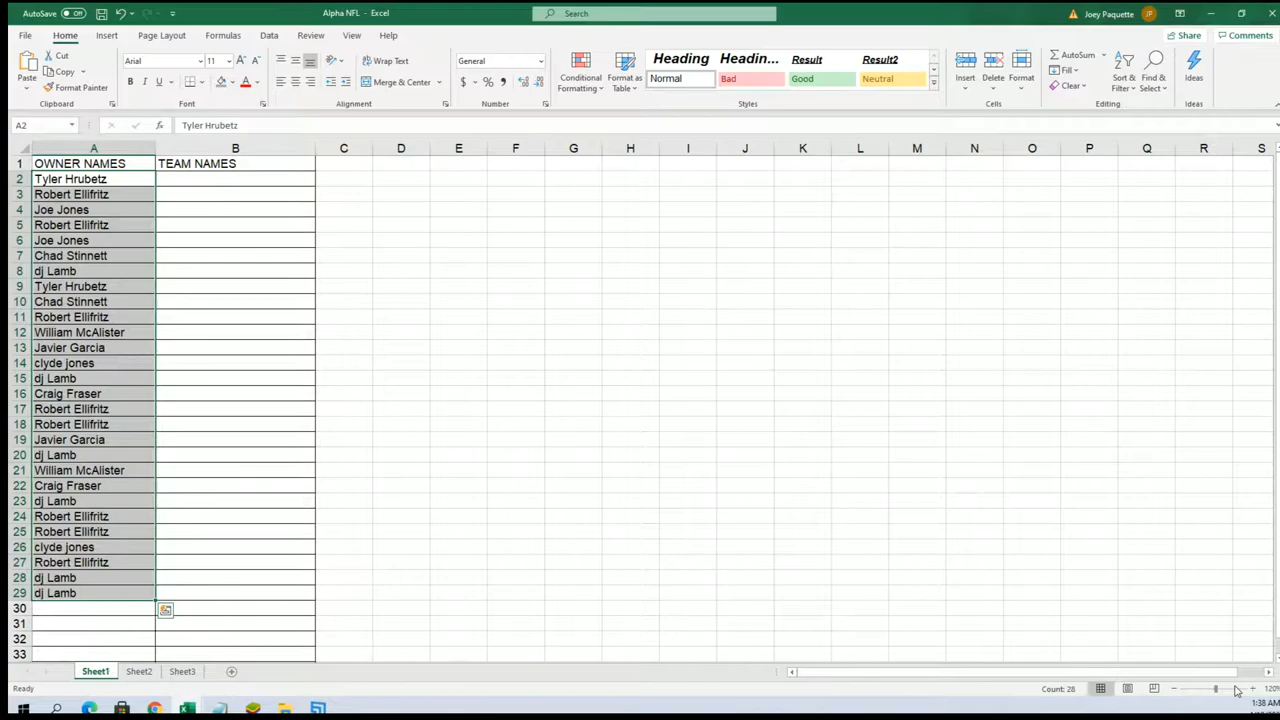 AutoSave Off
Alpha NFL - Excel
Search
Joey Paquette JP
File Home Insert Page Layout Formulas Data Review View Help
Share Comments
Paste
Cut
Copy
Format Painter
Clipboard
Arial 11
B I U
Font
Wrap Text
Merge & Center
Alignment
General
Number
Conditional Formatting
Format as Table
Heading Headin... Result Result2
Normal Bad Good Neutral
Styles
Insert Delete Format
Cells
AutoSum
Fill
Clear
Sort & Filter
Find & Select
Editing
Ideas
Ideas
A2 fx Tyler Hrubetz
A B C D E F G H I J K L M N O P Q R S
1 OWNER NAMES TEAM NAMES
2 Tyler Hrubetz
3 Robert Ellifritz
4 Joe Jones
5 Robert Ellifritz
6 Joe Jones
7 Chad Stinnett
8 dj Lamb
9 Tyler Hrubetz
10 Chad Stinnett
11 Robert Ellifritz
12 William McAlister
13 Javier Garcia
14 clyde jones
15 dj Lamb
16 Craig Fraser
17 Robert Ellifritz
18 Robert Ellifritz
19 Javier Garcia
20 dj Lamb
21 William McAlister
22 Craig Fraser
23 dj Lamb
24 Robert Ellifritz
25 Robert Ellifritz
26 clyde jones
27 Robert Ellifritz
28 dj Lamb
29 dj Lamb
30
31
32
33
Sheet1 Sheet2 Sheet3
Ready
Count: 28
120%
1:38 AM